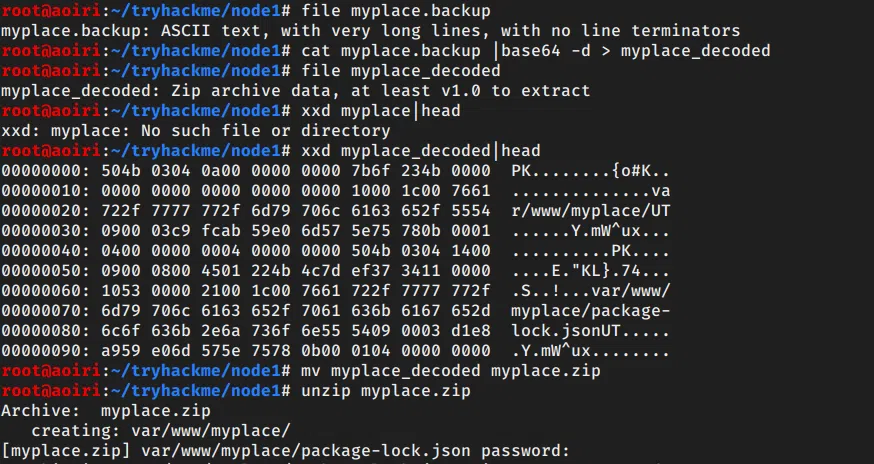 root@aoiri:~/tryhackme/node1# file myplace.backup
myplace.backup: ASCII text, with very long lines, with no line terminators
root@aoiri:~/tryhackme/node1# cat myplace.backup |base64 -d > myplace_decoded
root@aoiri:~/tryhackme/node1# file myplace_decoded
myplace_decoded: Zip archive data, at least v1.0 to extract
root@aoiri:~/tryhackme/node1# xxd myplace|head
xxd: myplace: No such file or directory
root@aoiri:~/tryhackme/node1# xxd myplace_decoded|head
00000000: 504b 0304 0a00 0000 0000 7b6f 234b 0000  PK........{o#K..
00000010: 0000 0000 0000 0000 0000 1000 1c00 7661  ..............va
00000020: 722f 7777 772f 6d79 706c 6163 652f 5554  r/www/myplace/UT
00000030: 0900 03c9 fcab 59e0 6d57 5e75 780b 0001  ......Y.mW^ux...
00000040: 0400 0000 0004 0000 0000 504b 0304 1400  ..........PK....
00000050: 0900 0800 4501 224b 4c7d ef37 3411 0000  ....E."KL}.74...
00000060: 1053 0000 2100 1c00 7661 722f 7777 772f  .S..!...var/www/
00000070: 6d79 706c 6163 652f 7061 636b 6167 652d  myplace/package-
00000080: 6c6f 636b 2e6a 736f 6e55 5409 0003 d1e8  lock.jsonUT.....
00000090: a959 e06d 575e 7578 0b00 0104 0000 0000  .Y.mW^ux........
root@aoiri:~/tryhackme/node1# mv myplace_decoded myplace.zip
root@aoiri:~/tryhackme/node1# unzip myplace.zip
Archive:  myplace.zip
   creating: var/www/myplace/
[myplace.zip] var/www/myplace/package-lock.json password: